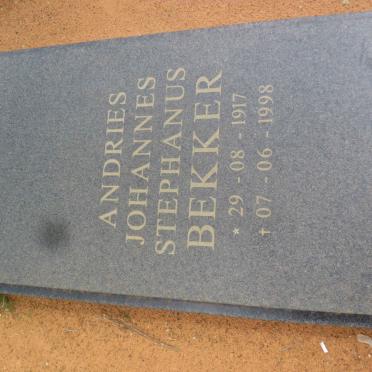 ANDRIES
JOHANNES
STEPHANUS
BEKKER
* 29 - 08 - 1917
† 07 - 06 - 1998